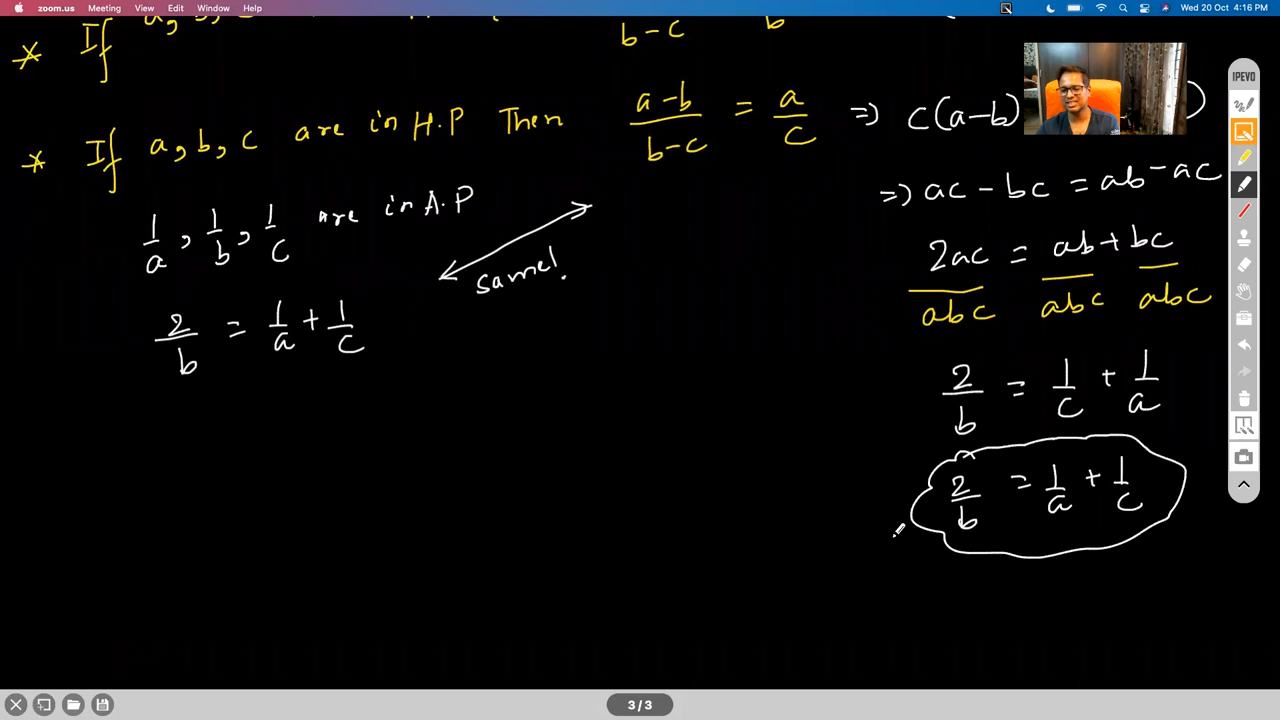 zoom.us Meeting View Edit Window Help Wed 20 Oct 4:16 PM
* If
b-c b
* If a, b, c are in H.P Then (a-b)/(b-c) = a/c => c(a-b) )
=> ac - bc = ab - ac
1/a, 1/b, 1/c are in A.P
same!
2ac/abc = ab/abc + bc/abc
2/b = 1/a + 1/c
2/b = 1/c + 1/a
2/b = 1/a + 1/c
IPEVO
3/3